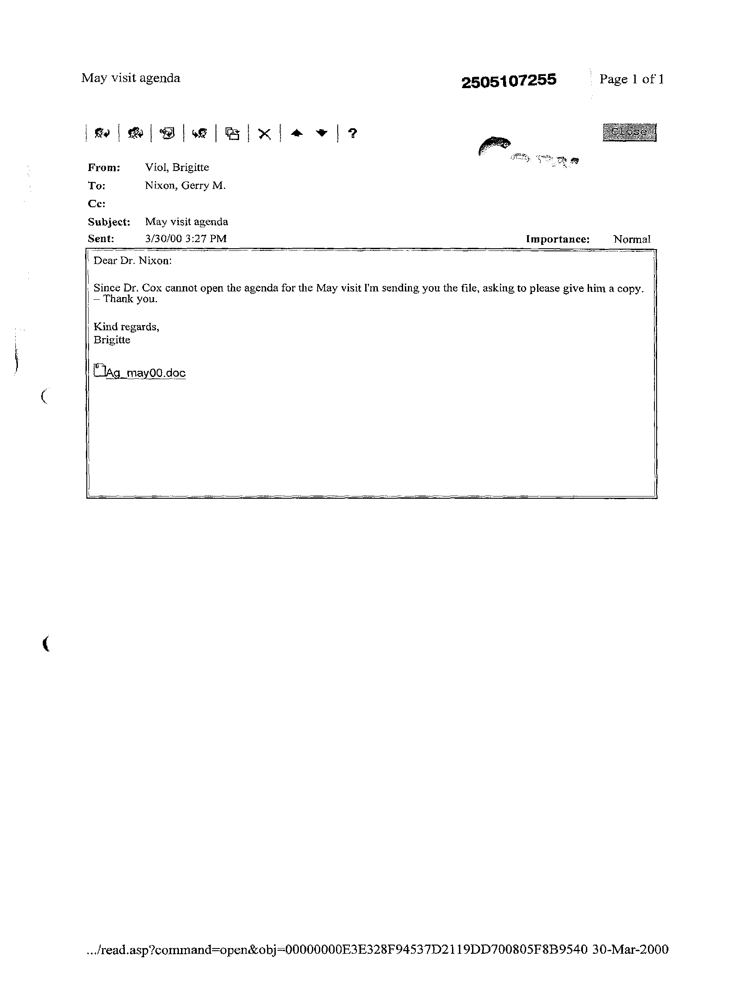 May visit agenda
2505107255
Page 1 of 1
?
Close
From: Viol, Brigitte
To: Nixon, Gerry M.
Cc:
Subject: May visit agenda
Sent: 3/30/00 3:27 PM
Importance: Normal
Dear Dr. Nixon:
Since Dr. Cox cannot open the agenda for the May visit I'm sending you the file, asking to please give him a copy.
– Thank you.
Kind regards,
Brigitte
Ag_may00.doc
.../read.asp?command=open&obj=00000000E3E328F94537D2119DD700805F8B9540 30-Mar-2000